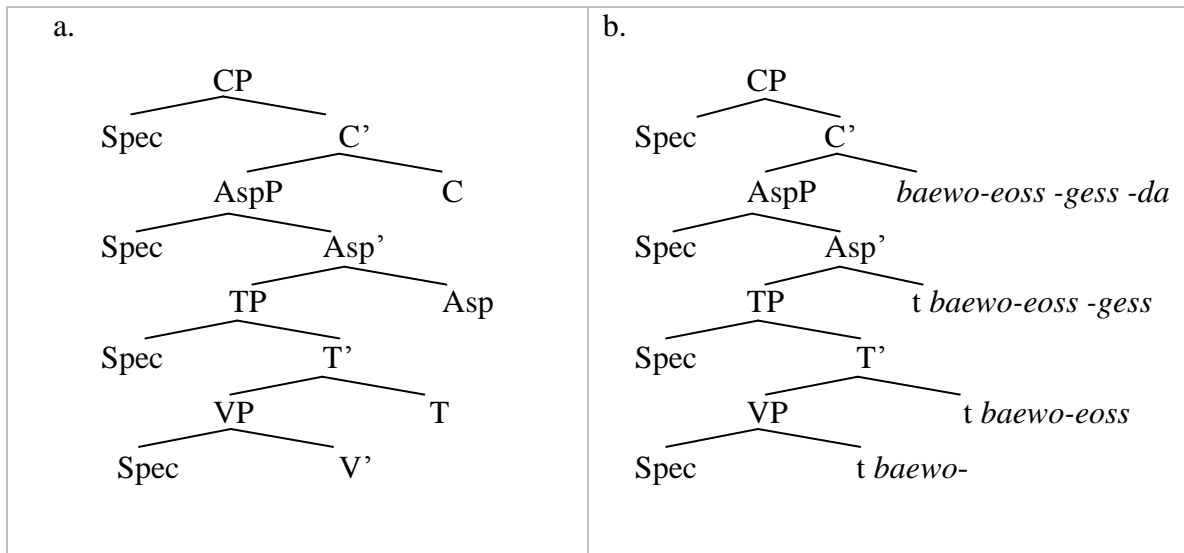 a.
CP
Spec C’
AspP C
Spec Asp’
TP Asp
Spec T’
VP T
Spec V’
b.
CP
Spec C’
AspP baewo-eoss -gess -da
Spec Asp’
TP t baewo-eoss -gess
Spec T’
VP t baewo-eoss
Spec t baewo-